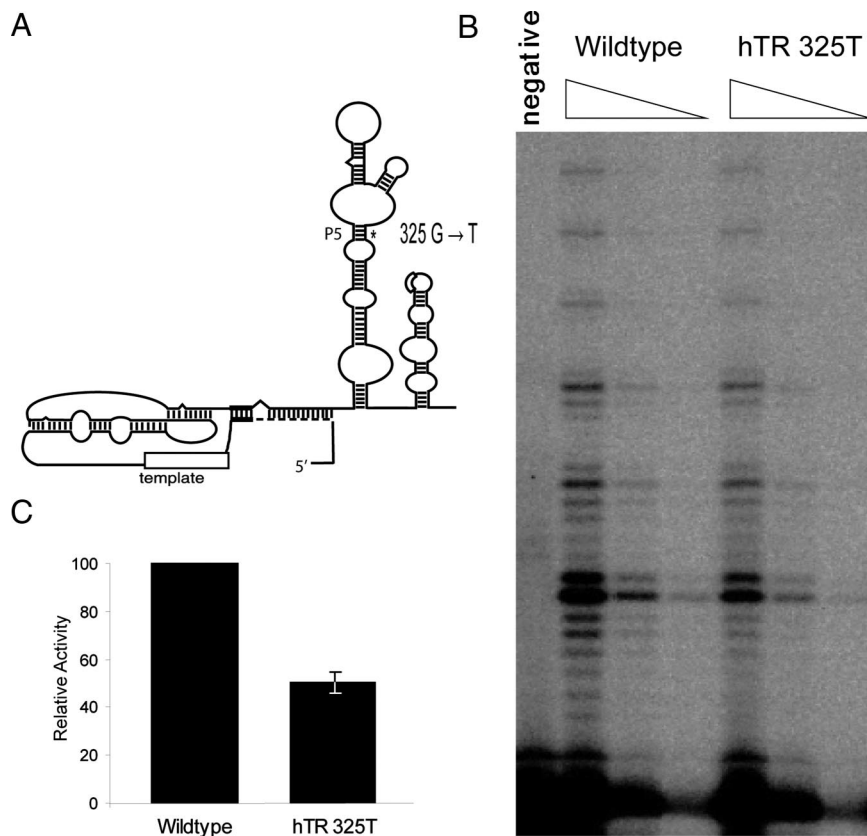 A
P5
*
325 G → T
template
5'
B
negative
Wildtype
hTR 325T
C
Relative Activity
100
80
60
40
20
0
Wildtype
hTR 325T